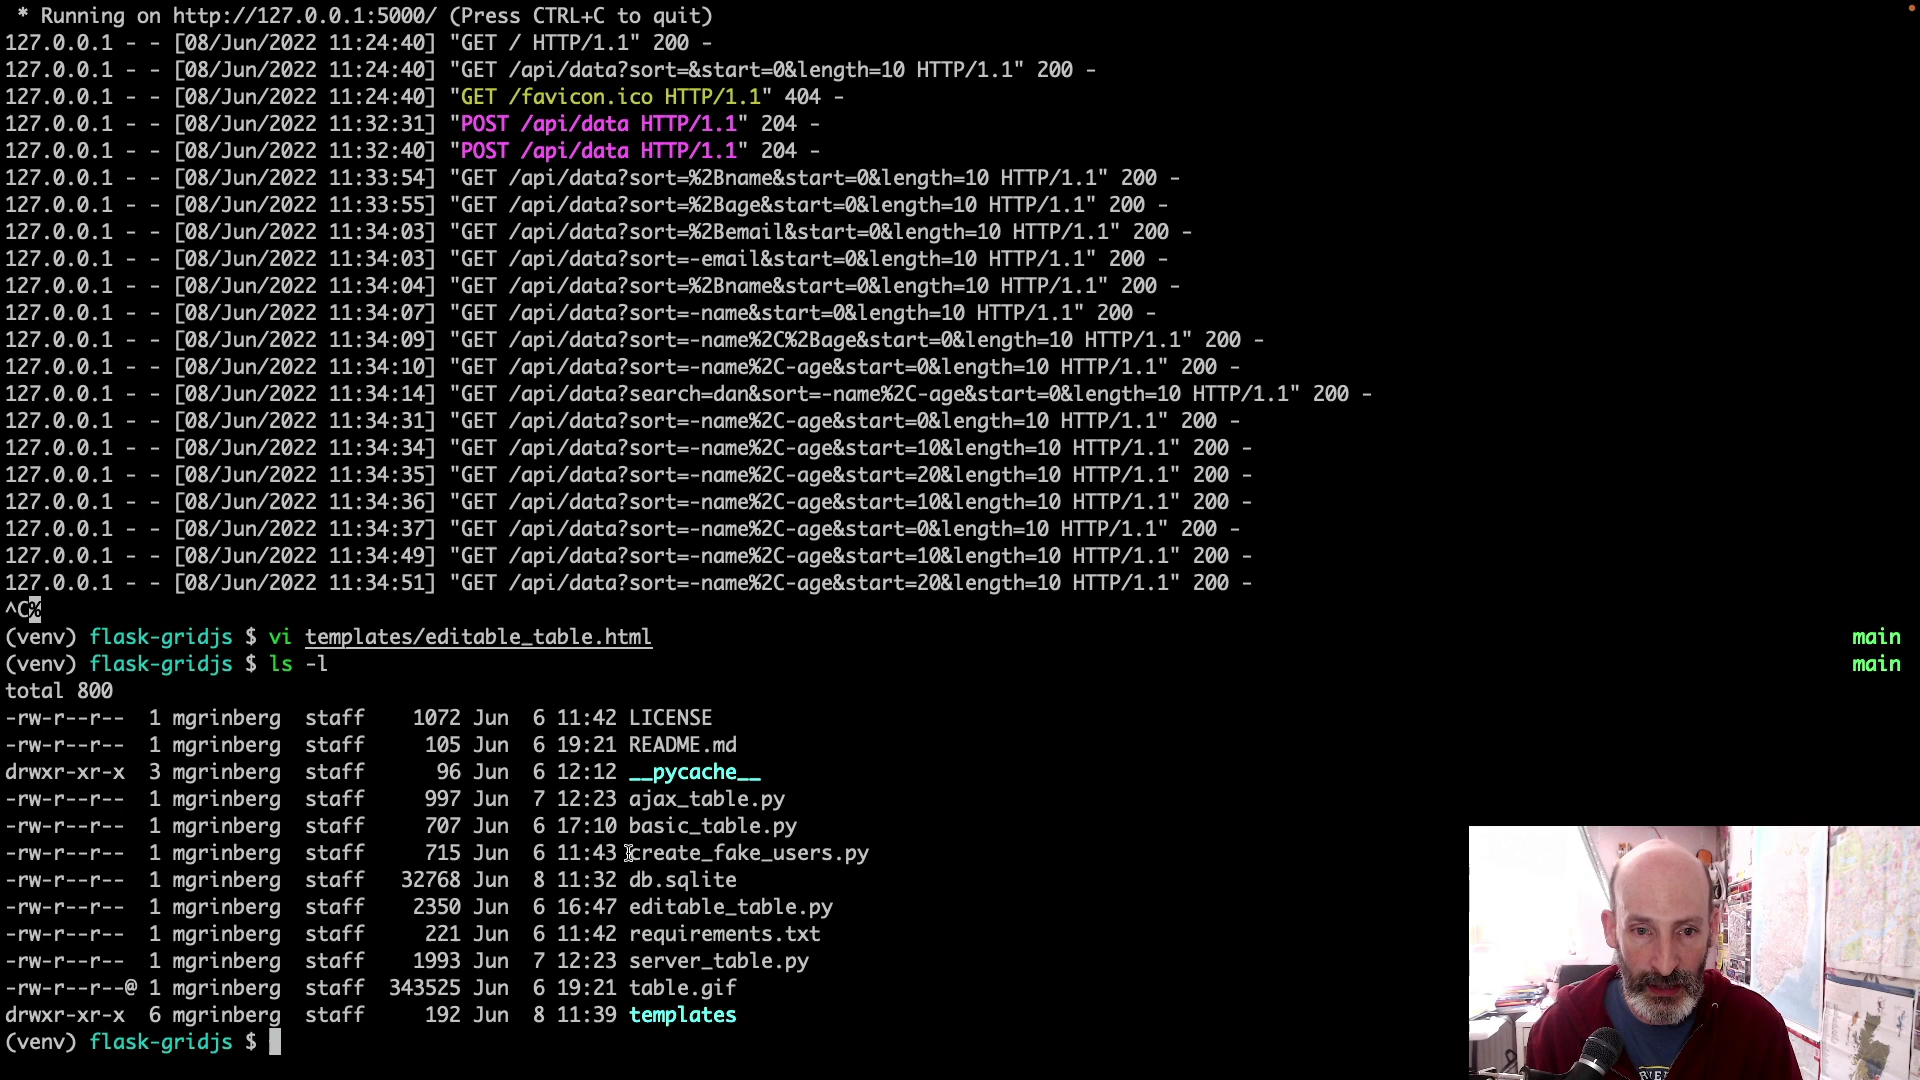 * Running on http://127.0.0.1:5000/ (Press CTRL+C to quit)
127.0.0.1 - - [08/Jun/2022 11:24:40] "GET / HTTP/1.1" 200 -
127.0.0.1 - - [08/Jun/2022 11:24:40] "GET /api/data?sort=&start=0&length=10 HTTP/1.1" 200 -
127.0.0.1 - - [08/Jun/2022 11:24:40] "GET /favicon.ico HTTP/1.1" 404 -
127.0.0.1 - - [08/Jun/2022 11:32:31] "POST /api/data HTTP/1.1" 204 -
127.0.0.1 - - [08/Jun/2022 11:32:40] "POST /api/data HTTP/1.1" 204 -
127.0.0.1 - - [08/Jun/2022 11:33:54] "GET /api/data?sort=%2Bname&start=0&length=10 HTTP/1.1" 200 -
127.0.0.1 - - [08/Jun/2022 11:33:55] "GET /api/data?sort=%2Bage&start=0&length=10 HTTP/1.1" 200 -
127.0.0.1 - - [08/Jun/2022 11:34:03] "GET /api/data?sort=%2Bemail&start=0&length=10 HTTP/1.1" 200 -
127.0.0.1 - - [08/Jun/2022 11:34:03] "GET /api/data?sort=-email&start=0&length=10 HTTP/1.1" 200 -
127.0.0.1 - - [08/Jun/2022 11:34:04] "GET /api/data?sort=%2Bname&start=0&length=10 HTTP/1.1" 200 -
127.0.0.1 - - [08/Jun/2022 11:34:07] "GET /api/data?sort=-name&start=0&length=10 HTTP/1.1" 200 -
127.0.0.1 - - [08/Jun/2022 11:34:09] "GET /api/data?sort=-name%2C%2Bage&start=0&length=10 HTTP/1.1" 200 -
127.0.0.1 - - [08/Jun/2022 11:34:10] "GET /api/data?sort=-name%2C-age&start=0&length=10 HTTP/1.1" 200 -
127.0.0.1 - - [08/Jun/2022 11:34:14] "GET /api/data?search=dan&sort=-name%2C-age&start=0&length=10 HTTP/1.1" 200 -
127.0.0.1 - - [08/Jun/2022 11:34:31] "GET /api/data?sort=-name%2C-age&start=0&length=10 HTTP/1.1" 200 -
127.0.0.1 - - [08/Jun/2022 11:34:34] "GET /api/data?sort=-name%2C-age&start=10&length=10 HTTP/1.1" 200 -
127.0.0.1 - - [08/Jun/2022 11:34:35] "GET /api/data?sort=-name%2C-age&start=20&length=10 HTTP/1.1" 200 -
127.0.0.1 - - [08/Jun/2022 11:34:36] "GET /api/data?sort=-name%2C-age&start=10&length=10 HTTP/1.1" 200 -
127.0.0.1 - - [08/Jun/2022 11:34:37] "GET /api/data?sort=-name%2C-age&start=0&length=10 HTTP/1.1" 200 -
127.0.0.1 - - [08/Jun/2022 11:34:49] "GET /api/data?sort=-name%2C-age&start=10&length=10 HTTP/1.1" 200 -
127.0.0.1 - - [08/Jun/2022 11:34:51] "GET /api/data?sort=-name%2C-age&start=20&length=10 HTTP/1.1" 200 -
^C%
(venv) flask-gridjs $ vi templates/editable_table.html main
(venv) flask-gridjs $ ls -l main
total 800
-rw-r--r--  1 mgrinberg  staff    1072 Jun  6 11:42 LICENSE
-rw-r--r--  1 mgrinberg  staff     105 Jun  6 19:21 README.md
drwxr-xr-x  3 mgrinberg  staff      96 Jun  6 12:12 __pycache__
-rw-r--r--  1 mgrinberg  staff     997 Jun  7 12:23 ajax_table.py
-rw-r--r--  1 mgrinberg  staff     707 Jun  6 17:10 basic_table.py
-rw-r--r--  1 mgrinberg  staff     715 Jun  6 11:43 create_fake_users.py
-rw-r--r--  1 mgrinberg  staff   32768 Jun  8 11:32 db.sqlite
-rw-r--r--  1 mgrinberg  staff    2350 Jun  6 16:47 editable_table.py
-rw-r--r--  1 mgrinberg  staff     221 Jun  6 11:42 requirements.txt
-rw-r--r--  1 mgrinberg  staff    1993 Jun  7 12:23 server_table.py
-rw-r--r--@ 1 mgrinberg  staff  343525 Jun  6 19:21 table.gif
drwxr-xr-x  6 mgrinberg  staff     192 Jun  8 11:39 templates
(venv) flask-gridjs $